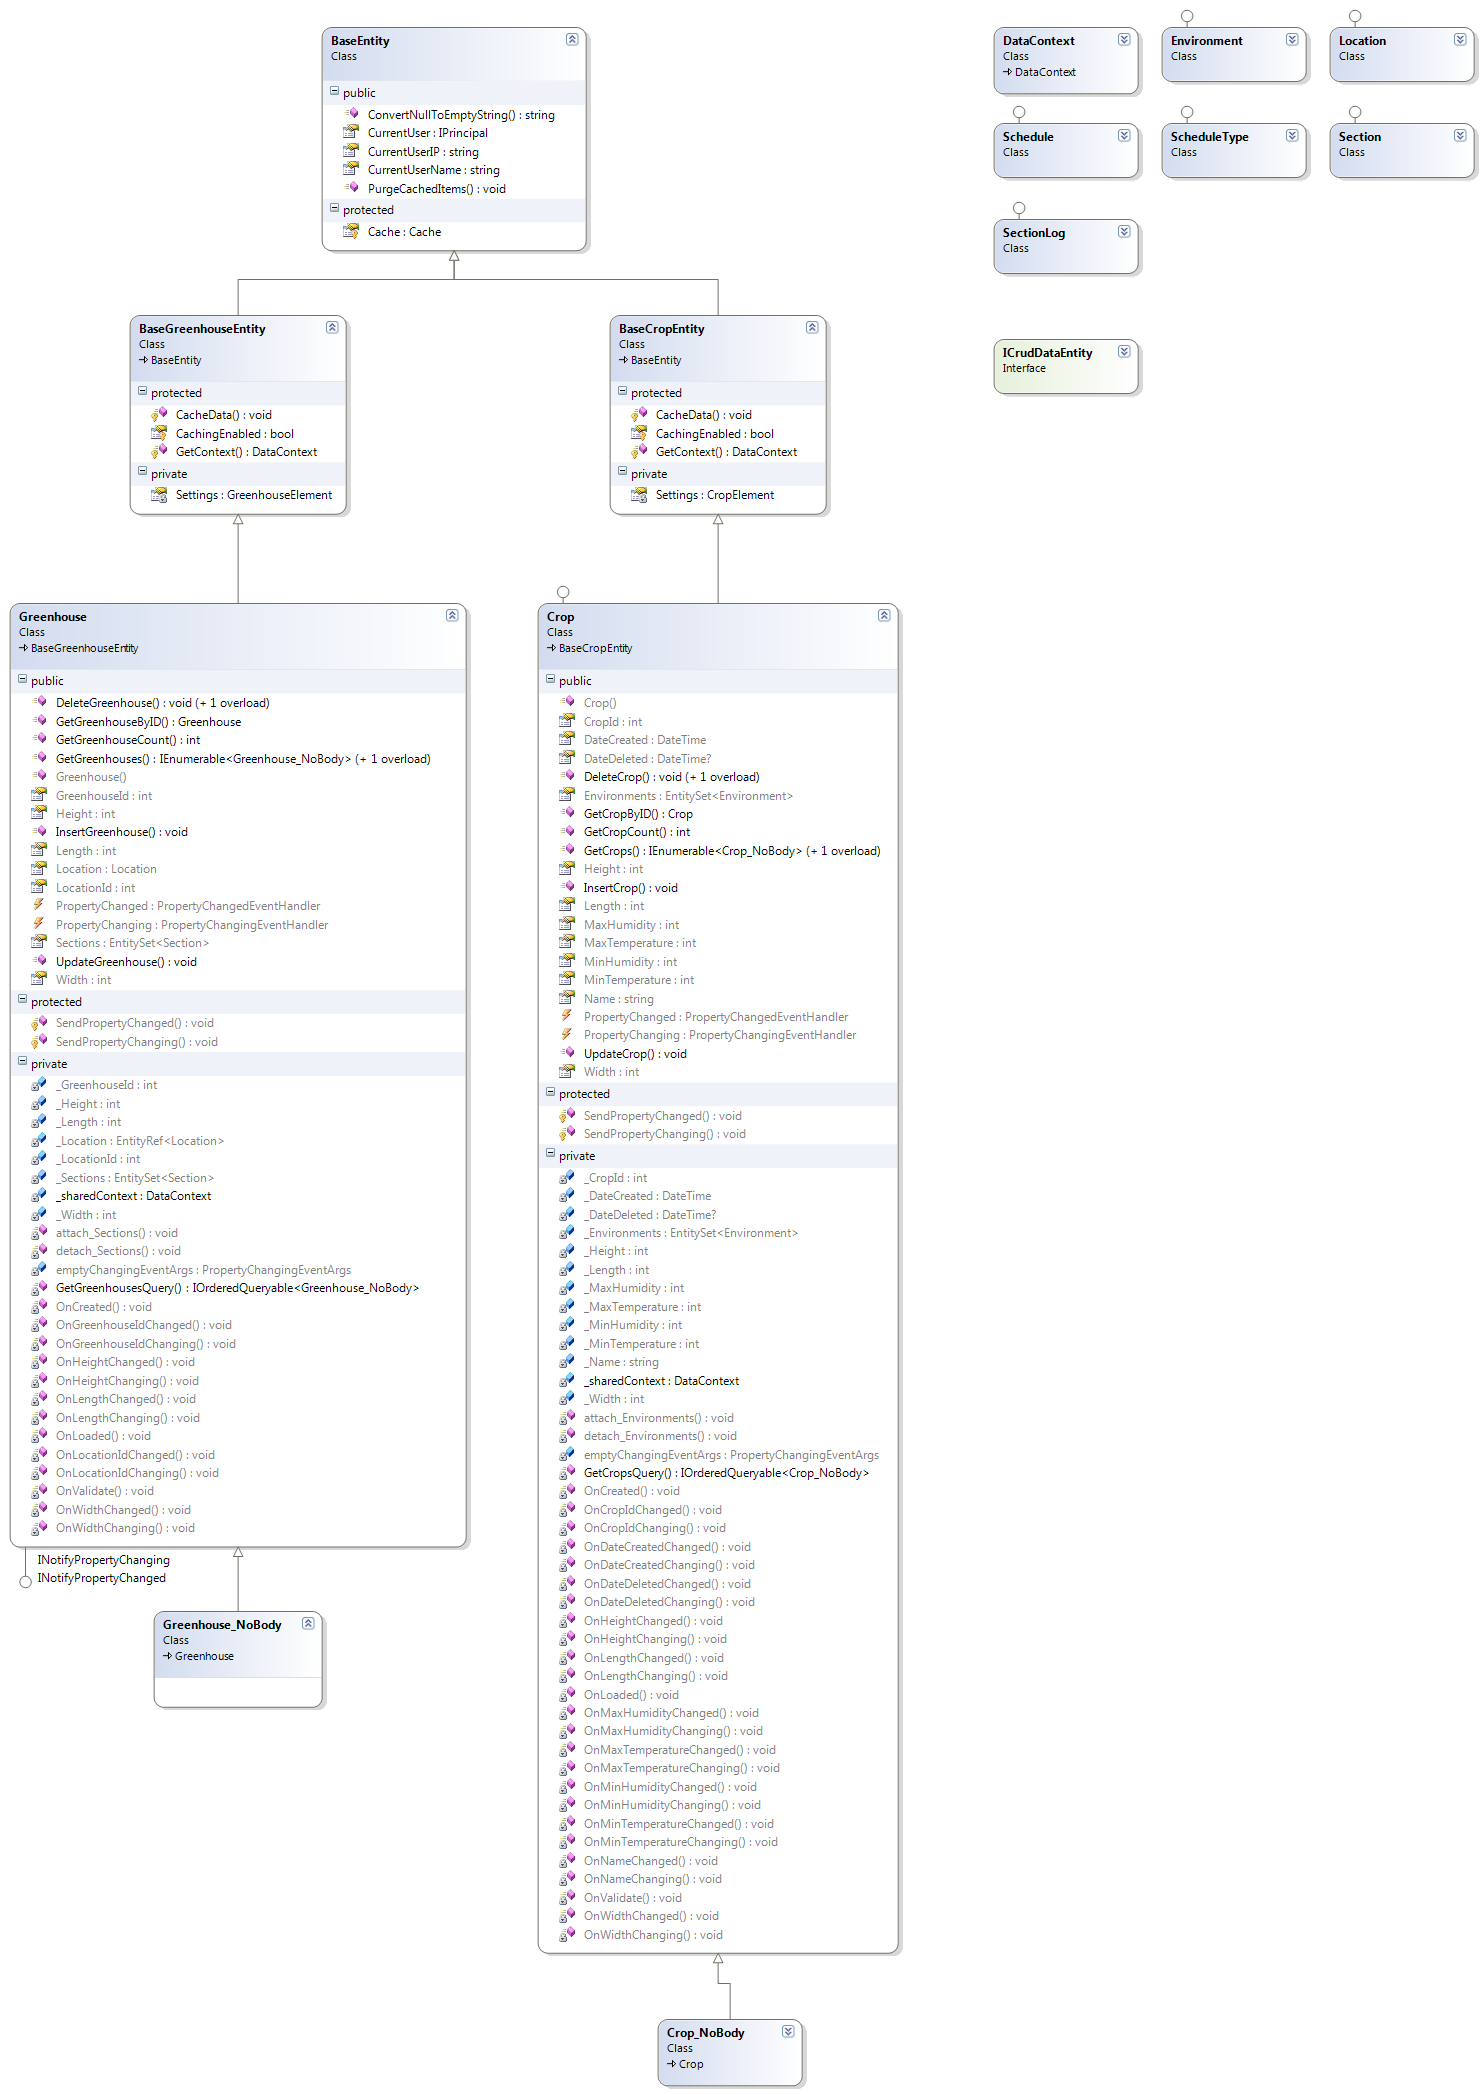 BaseEntity
Class
public
ConvertNullToEmptyString() : string
CurrentUser : IPrincipal
CurrentUserIP : string
CurrentUserName : string
PurgeCachedItems() : void
protected
Cache : Cache
DataContext
Class
DataContext
Environment
Class
Location
Class
Schedule
Class
ScheduleType
Class
Section
Class
SectionLog
Class
ICrudDataEntity
Interface
BaseGreenhouseEntity
Class
BaseEntity
protected
CacheData() : void
CachingEnabled : bool
GetContext() : DataContext
private
Settings : GreenhouseElement
BaseCropEntity
Class
BaseEntity
protected
CacheData() : void
CachingEnabled : bool
GetContext() : DataContext
private
Settings : CropElement
Greenhouse
Class
BaseGreenhouseEntity
public
DeleteGreenhouse() : void (+ 1 overload)
GetGreenhouseByID() : Greenhouse
GetGreenhouseCount() : int
GetGreenhouses() : IEnumerable<Greenhouse_NoBody> (+ 1 overload)
Greenhouse()
GreenhouseId : int
Height : int
InsertGreenhouse() : void
Length : int
Location : Location
LocationId : int
PropertyChanged : PropertyChangedEventHandler
PropertyChanging : PropertyChangingEventHandler
Sections : EntitySet<Section>
UpdateGreenhouse() : void
Width : int
protected
SendPropertyChanged() : void
SendPropertyChanging() : void
private
_GreenhouseId : int
_Height : int
_Length : int
_Location : EntityRef<Location>
_LocationId : int
_Sections : EntitySet<Section>
_sharedContext : DataContext
_Width : int
attach_Sections() : void
detach_Sections() : void
emptyChangingEventArgs : PropertyChangingEventArgs
GetGreenhousesQuery() : IOrderedQueryable<Greenhouse_NoBody>
OnCreated() : void
OnGreenhouseIdChanged() : void
OnGreenhouseIdChanging() : void
OnHeightChanged() : void
OnHeightChanging() : void
OnLengthChanged() : void
OnLengthChanging() : void
OnLoaded() : void
OnLocationIdChanged() : void
OnLocationIdChanging() : void
OnValidate() : void
OnWidthChanged() : void
OnWidthChanging() : void
INotifyPropertyChanging
INotifyPropertyChanged
Greenhouse_NoBody
Class
Greenhouse
Crop
Class
BaseCropEntity
public
Crop()
CropId : int
DateCreated : DateTime
DateDeleted : DateTime?
DeleteCrop() : void (+ 1 overload)
Environments : EntitySet<Environment>
GetCropByID() : Crop
GetCropCount() : int
GetCrops() : IEnumerable<Crop_NoBody> (+ 1 overload)
Height : int
InsertCrop() : void
Length : int
MaxHumidity : int
MaxTemperature : int
MinHumidity : int
MinTemperature : int
Name : string
PropertyChanged : PropertyChangedEventHandler
PropertyChanging : PropertyChangingEventHandler
UpdateCrop() : void
Width : int
protected
SendPropertyChanged() : void
SendPropertyChanging() : void
private
_CropId : int
_DateCreated : DateTime
_DateDeleted : DateTime?
_Environments : EntitySet<Environment>
_Height : int
_Length : int
_MaxHumidity : int
_MaxTemperature : int
_MinHumidity : int
_MinTemperature : int
_Name : string
_sharedContext : DataContext
_Width : int
attach_Environments() : void
detach_Environments() : void
emptyChangingEventArgs : PropertyChangingEventArgs
GetCropsQuery() : IOrderedQueryable<Crop_NoBody>
OnCreated() : void
OnCropIdChanged() : void
OnCropIdChanging() : void
OnDateCreatedChanged() : void
OnDateCreatedChanging() : void
OnDateDeletedChanged() : void
OnDateDeletedChanging() : void
OnHeightChanged() : void
OnHeightChanging() : void
OnLengthChanged() : void
OnLengthChanging() : void
OnLoaded() : void
OnMaxHumidityChanged() : void
OnMaxHumidityChanging() : void
OnMaxTemperatureChanged() : void
OnMaxTemperatureChanging() : void
OnMinHumidityChanged() : void
OnMinHumidityChanging() : void
OnMinTemperatureChanged() : void
OnMinTemperatureChanging() : void
OnNameChanged() : void
OnNameChanging() : void
OnValidate() : void
OnWidthChanged() : void
OnWidthChanging() : void
Crop_NoBody
Class
Crop